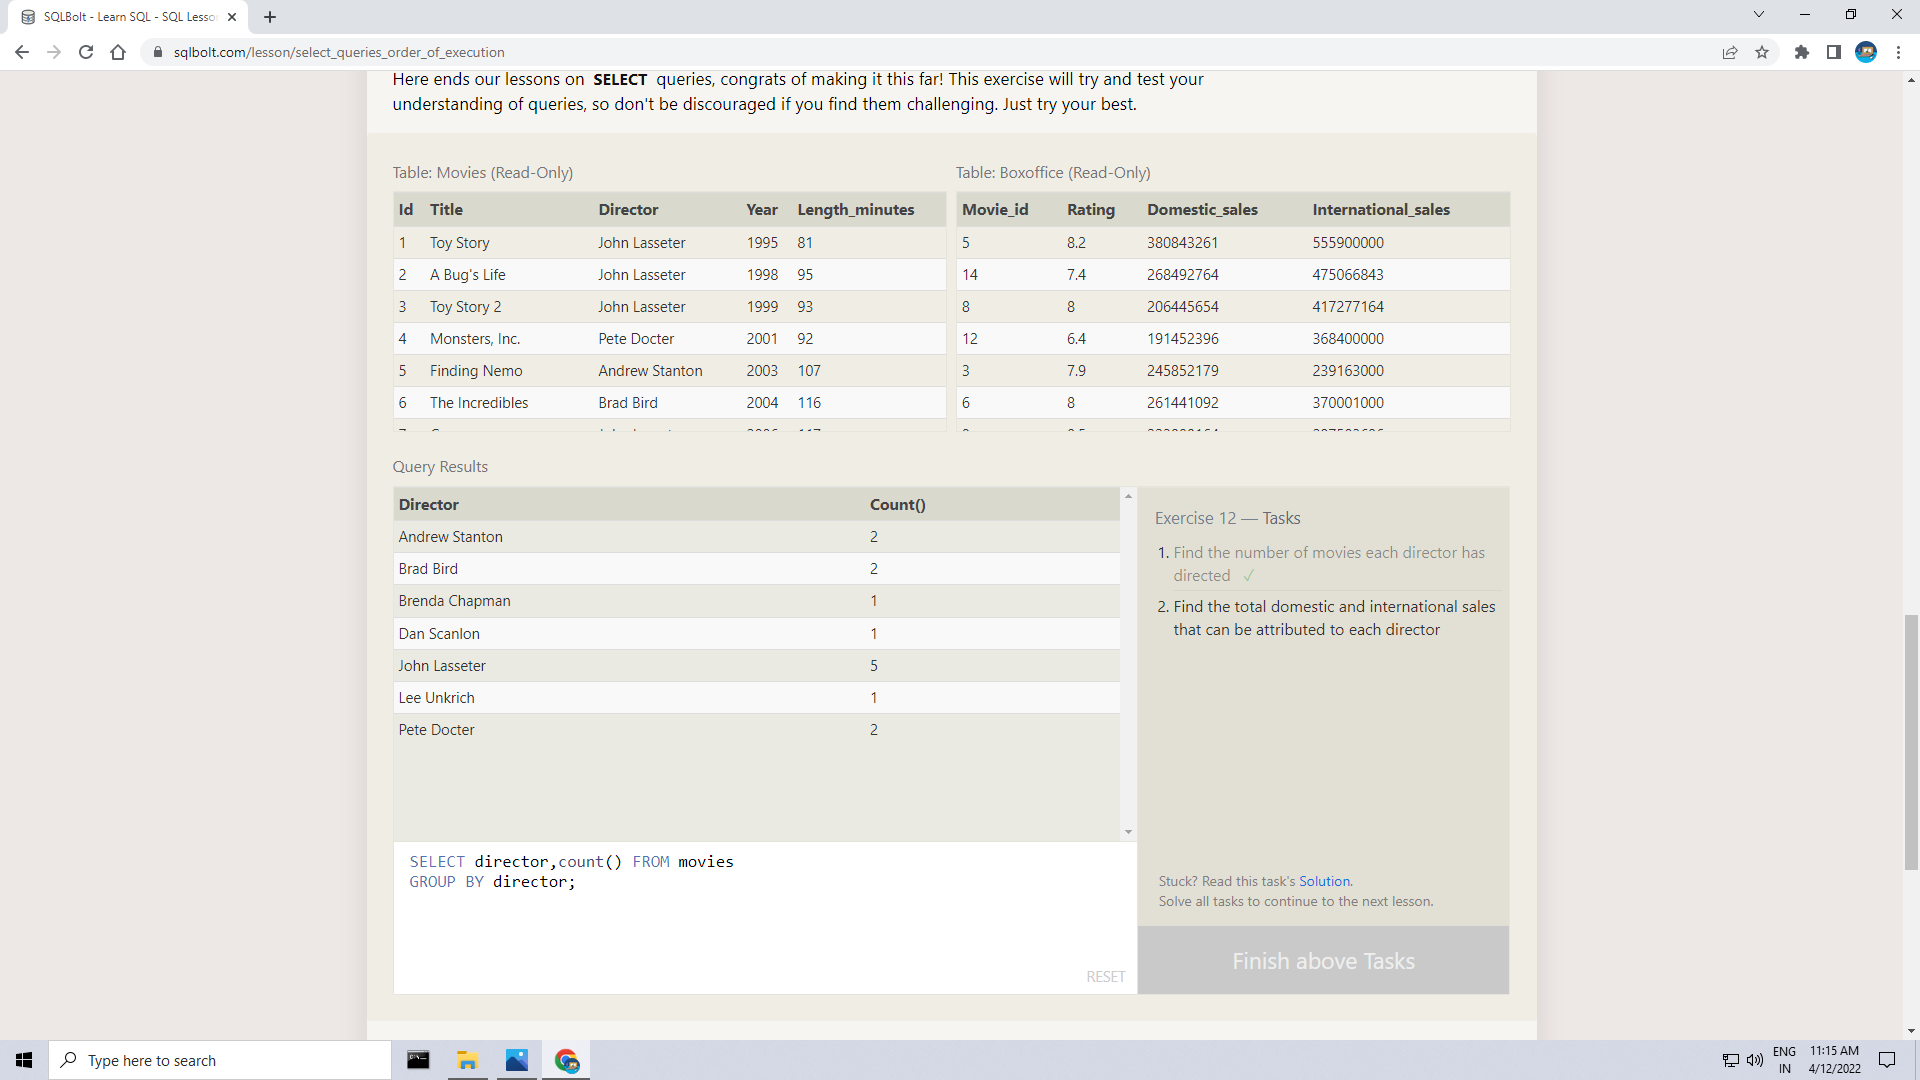 SQLBolt - Learn SQL - SQL Lesso
sqlbolt.com/lesson/select_queries_order_of_execution
Here ends our lessons on SELECT queries, congrats of making it this far! This exercise will try and test your
understanding of queries, so don't be discouraged if you find them challenging. Just try your best.
Table: Movies (Read-Only)
Id Title Director Year Length_minutes
1 Toy Story John Lasseter 1995 81
2 A Bug's Life John Lasseter 1998 95
3 Toy Story 2 John Lasseter 1999 93
4 Monsters, Inc. Pete Docter 2001 92
5 Finding Nemo Andrew Stanton 2003 107
6 The Incredibles Brad Bird 2004 116
Table: Boxoffice (Read-Only)
Movie_id Rating Domestic_sales International_sales
5 8.2 380843261 555900000
14 7.4 268492764 475066843
8 8 206445654 417277164
12 6.4 191452396 368400000
3 7.9 245852179 239163000
6 8 261441092 370001000
Query Results
Director Count()
Andrew Stanton 2
Brad Bird 2
Brenda Chapman 1
Dan Scanlon 1
John Lasseter 5
Lee Unkrich 1
Pete Docter 2
SELECT director,count() FROM movies
GROUP BY director;
RESET
Exercise 12 — Tasks
1. Find the number of movies each director has
directed ✓
2. Find the total domestic and international sales
that can be attributed to each director
Stuck? Read this task's Solution.
Solve all tasks to continue to the next lesson.
Finish above Tasks
Type here to search
ENG
IN
11:15 AM
4/12/2022